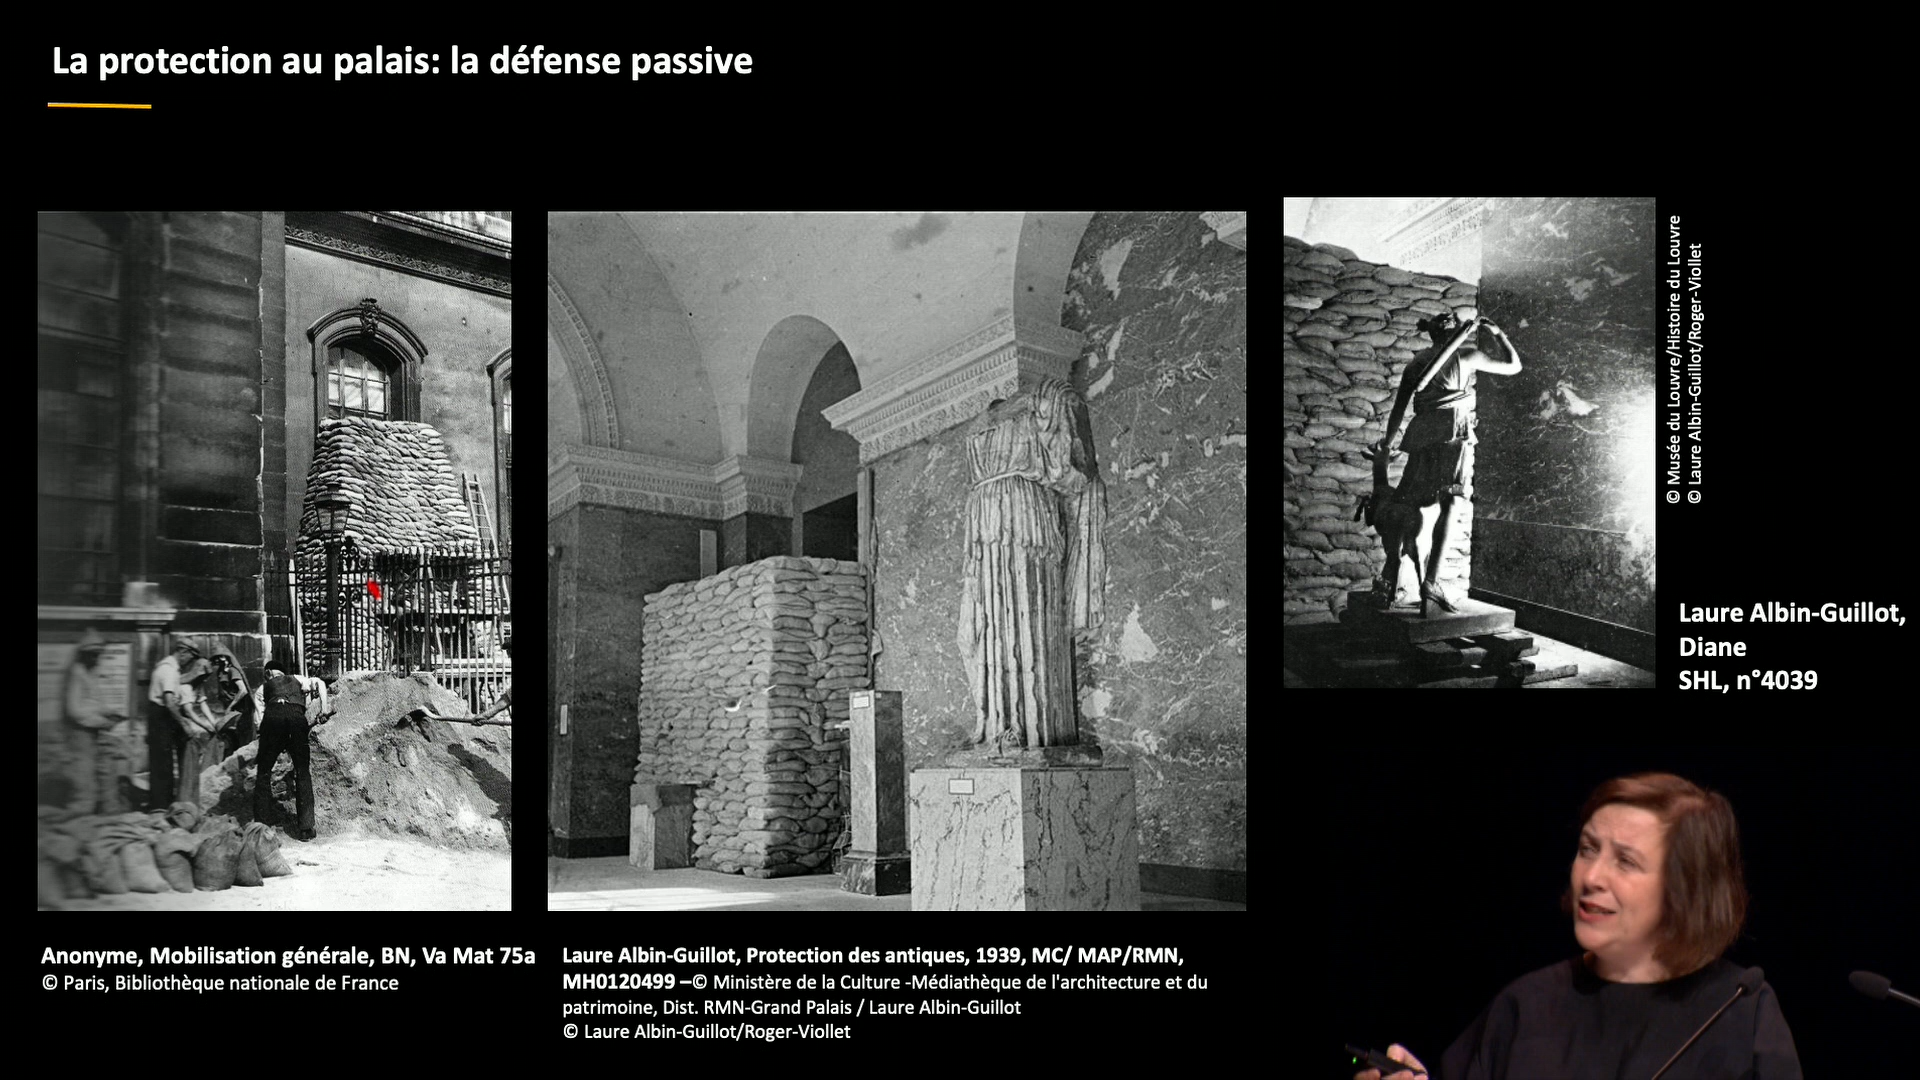 La protection au palais: la défense passive
© Musée du Louvre/Histoire du Louvre
© Laure Albin-Guillot/Roger-Viollet
Laure Albin-Guillot,
Diane
SHL, n°4039
Anonyme, Mobilisation générale, BN, Va Mat 75a
© Paris, Bibliothèque nationale de France
Laure Albin-Guillot, Protection des antiques, 1939, MC/ MAP/RMN,
MH0120499 –© Ministère de la Culture -Médiathèque de l'architecture et du
patrimoine, Dist. RMN-Grand Palais / Laure Albin-Guillot
© Laure Albin-Guillot/Roger-Viollet